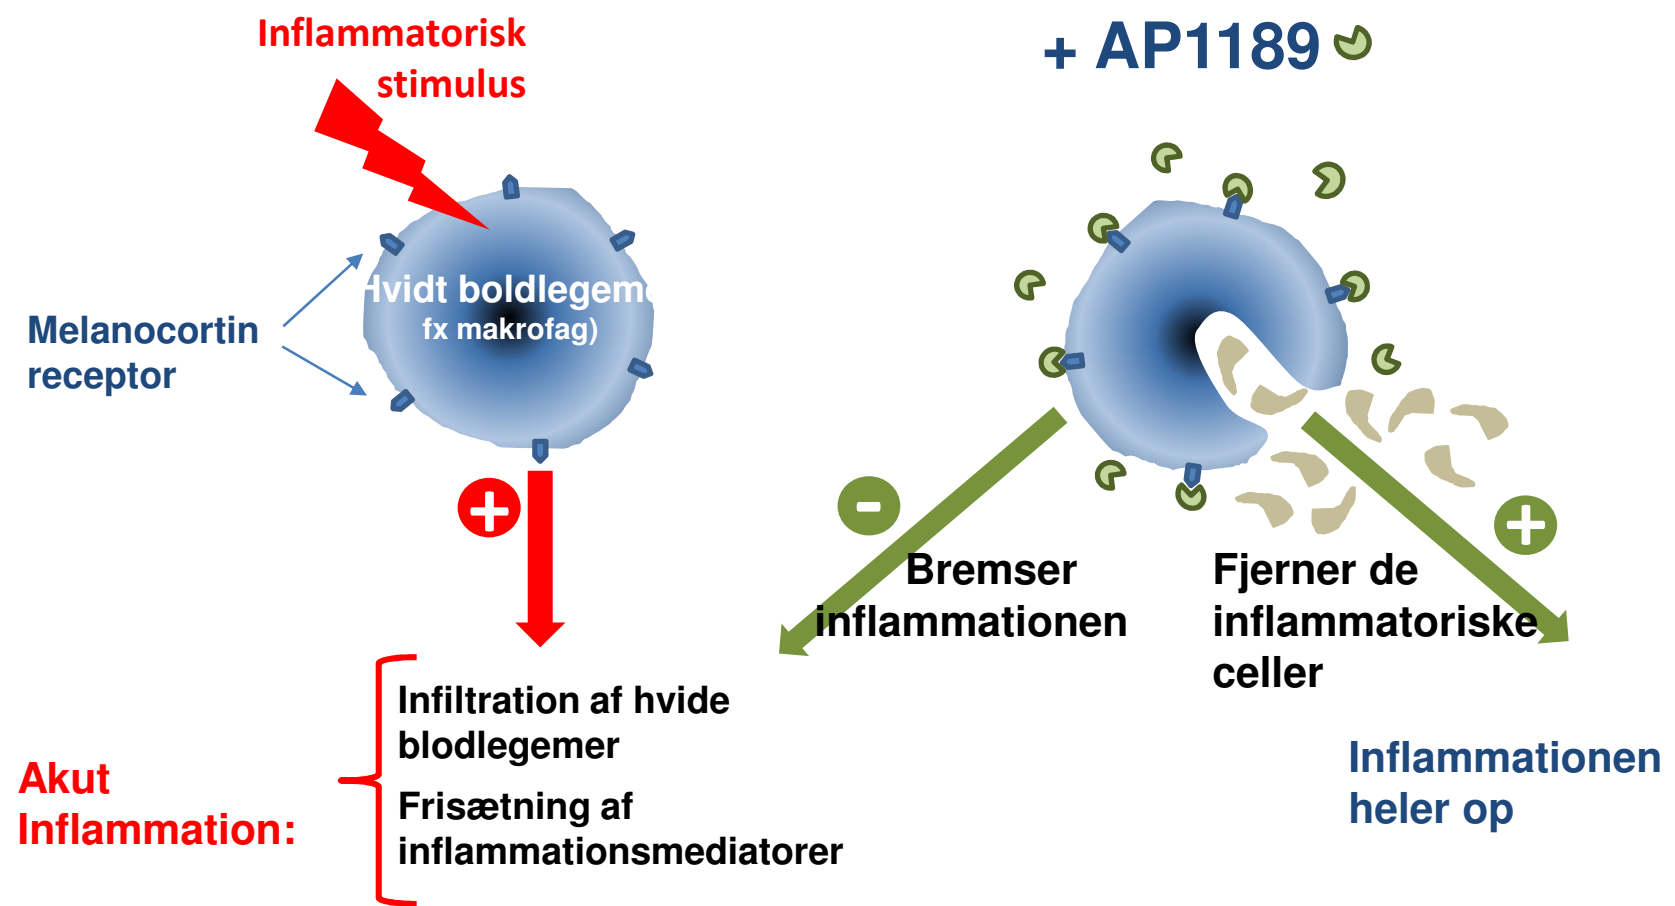 Inflammatorisk
stimulus
Hvidt boldlegeme
fx makrofag)
Melanocortin
receptor
+
Akut
Inflammation:
Infiltration af hvide
blodlegemer
Frisætning af
inflammationsmediatorer
+ AP1189
-
Bremser
inflammationen
+
Fjerner de
inflammatoriske
celler
Inflammationen
heler op